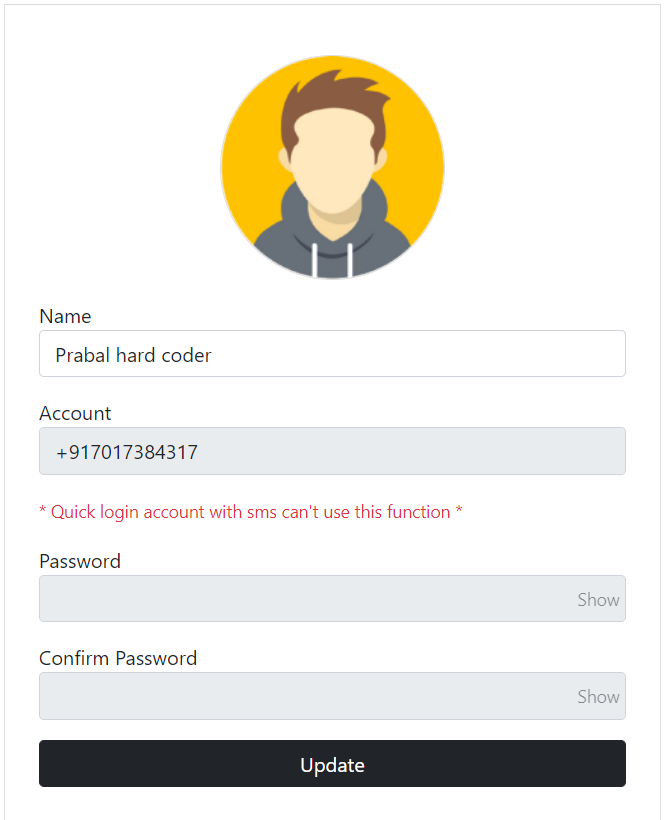 Name
Prabal hard coder
Account
+917017384317
* Quick login account with sms can't use this function *
Password
Show
Confirm Password
Show
Update